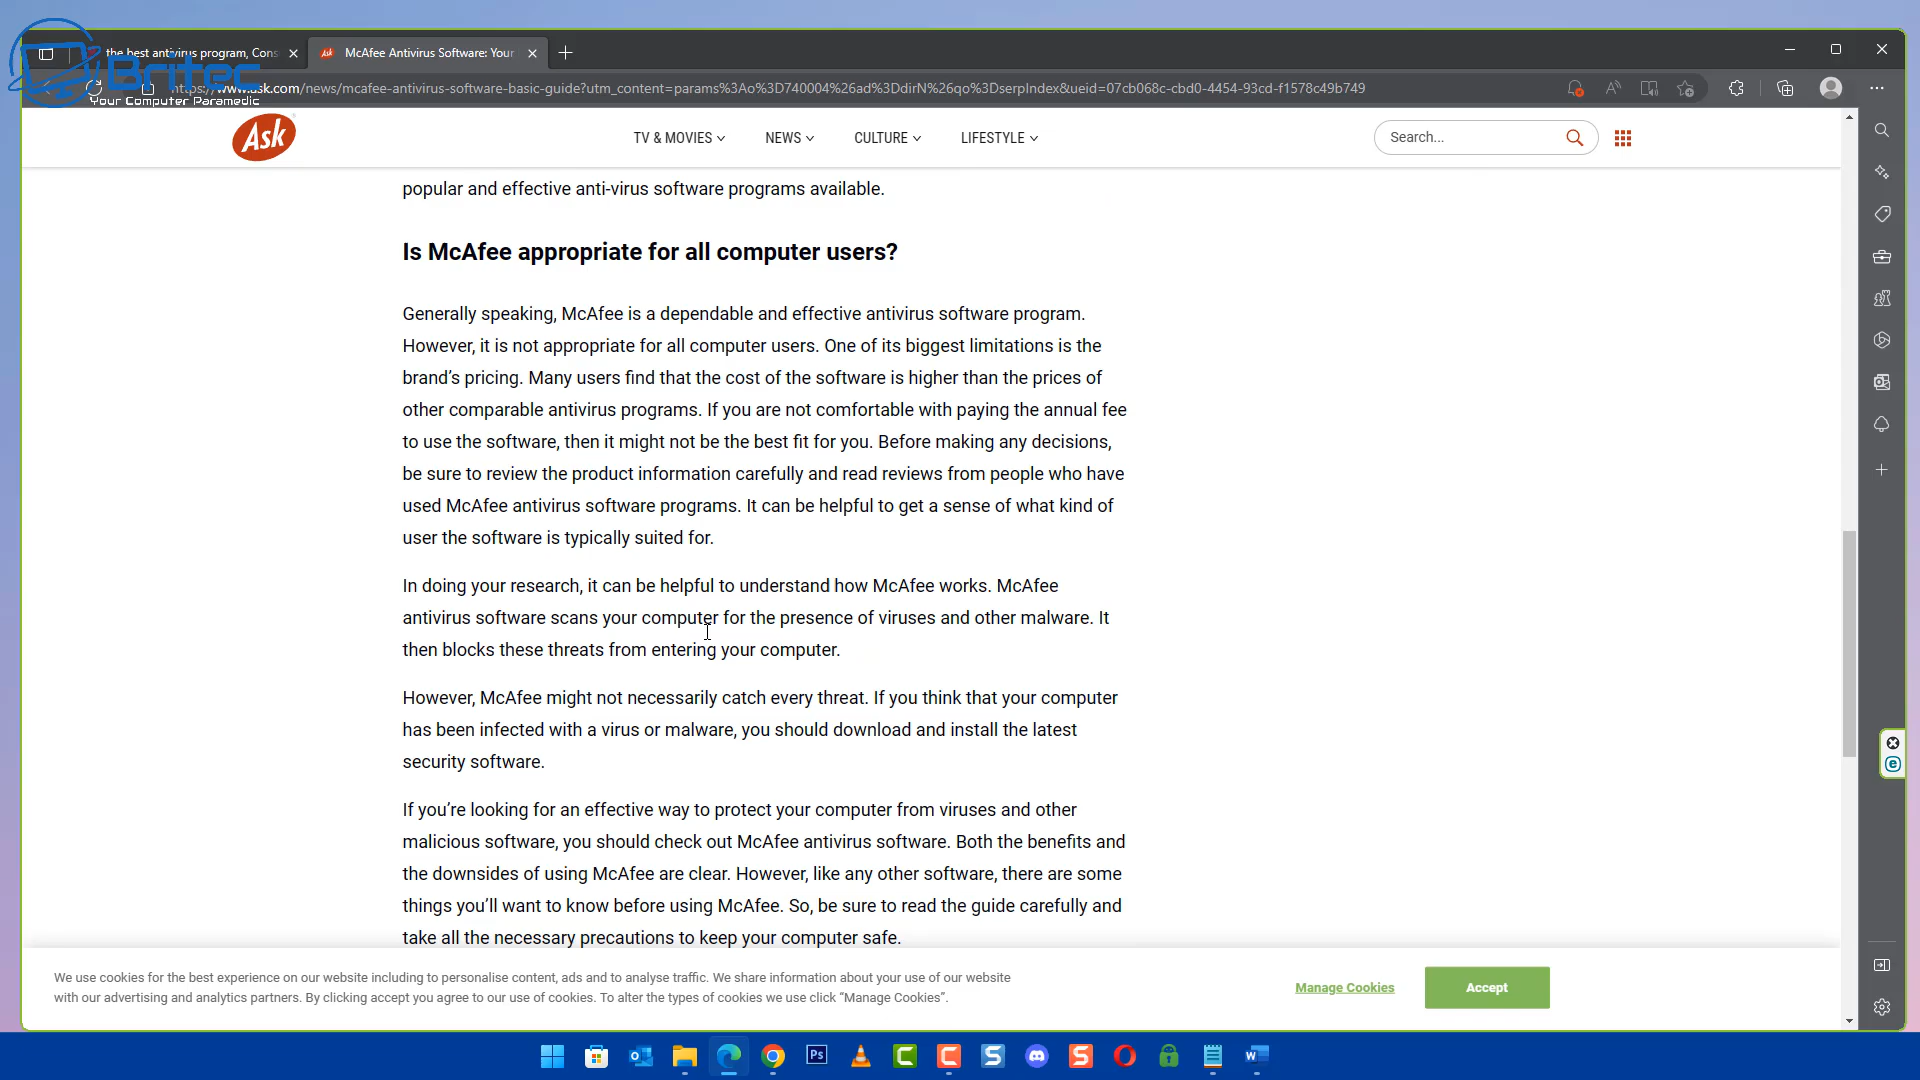 the best antivirus program, Cons
McAfee Antivirus Software: Your
Britec
Your Computer Paramedic
https://www.ask.com/news/mcafee-antivirus-software-basic-guide?utm_content=params%3Ao%3D740004%26ad%3DdirN%26qo%3DserpIndex&ueid=07cb068c-cbd0-4454-93cd-f1578c49b749
Ask
TV & MOVIES
NEWS
CULTURE
LIFESTYLE
Search...
popular and effective anti-virus software programs available.
Is McAfee appropriate for all computer users?
Generally speaking, McAfee is a dependable and effective antivirus software program.
However, it is not appropriate for all computer users. One of its biggest limitations is the
brand’s pricing. Many users find that the cost of the software is higher than the prices of
other comparable antivirus programs. If you are not comfortable with paying the annual fee
to use the software, then it might not be the best fit for you. Before making any decisions,
be sure to review the product information carefully and read reviews from people who have
used McAfee antivirus software programs. It can be helpful to get a sense of what kind of
user the software is typically suited for.
In doing your research, it can be helpful to understand how McAfee works. McAfee
antivirus software scans your computer for the presence of viruses and other malware. It
then blocks these threats from entering your computer.
However, McAfee might not necessarily catch every threat. If you think that your computer
has been infected with a virus or malware, you should download and install the latest
security software.
If you’re looking for an effective way to protect your computer from viruses and other
malicious software, you should check out McAfee antivirus software. Both the benefits and
the downsides of using McAfee are clear. However, like any other software, there are some
things you’ll want to know before using McAfee. So, be sure to read the guide carefully and
take all the necessary precautions to keep your computer safe.
We use cookies for the best experience on our website including to personalise content, ads and to analyse traffic. We share information about your use of our website
with our advertising and analytics partners. By clicking accept you agree to our use of cookies. To alter the types of cookies we use click “Manage Cookies”.
Manage Cookies
Accept
Ps